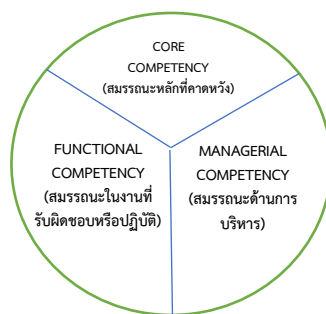 CORE
COMPETENCY
(สมรรถนะหลักที่คาดหวัง)
FUNCTIONAL
COMPETENCY
(สมรรถนะในงานที่
รับผิดชอบหรือปฏิบัติ)
MANAGERIAL
COMPETENCY
(สมรรถนะด้านการ
บริหาร)